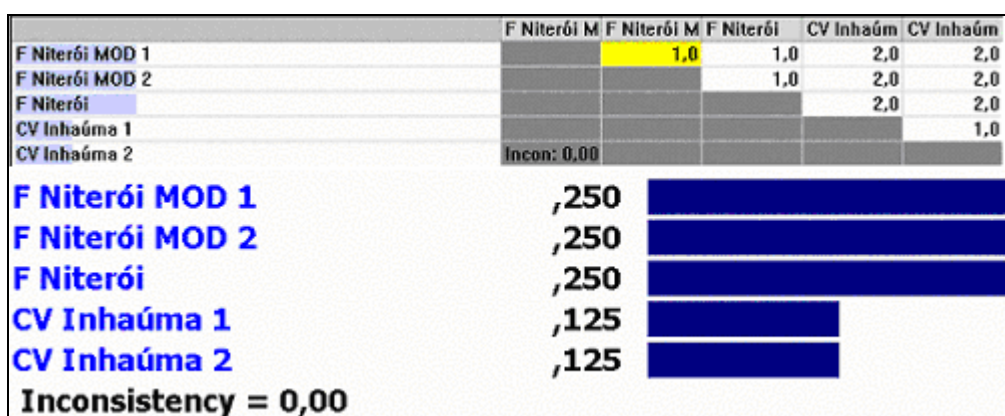 F Niterói M F Niterói M F Niterói CV Inhaúm CV Inhaúm
F Niterói MOD 1 1,0 1,0 2,0 2,0
F Niterói MOD 2 1,0 2,0 2,0
F Niterói 2,0 2,0
CV Inhaúma 1 1,0
CV Inhaúma 2 Incon: 0,00
F Niterói MOD 1 ,250
F Niterói MOD 2 ,250
F Niterói ,250
CV Inhaúma 1 ,125
CV Inhaúma 2 ,125
Inconsistency = 0,00